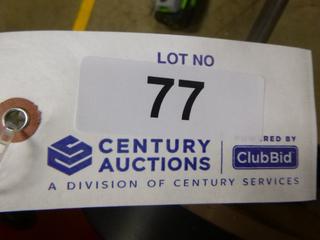 LOT NO
77
CENTURY AUCTIONS
POWERED BY
ClubBid
A DIVISION OF CENTURY SERVICES